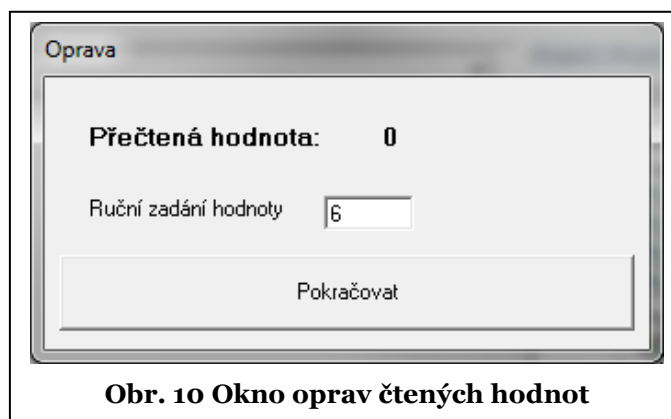 Oprava
Přečtená hodnota: 0
Ruční zadání hodnoty 6
Pokračovat
Obr. 10 Okno oprav čtených hodnot